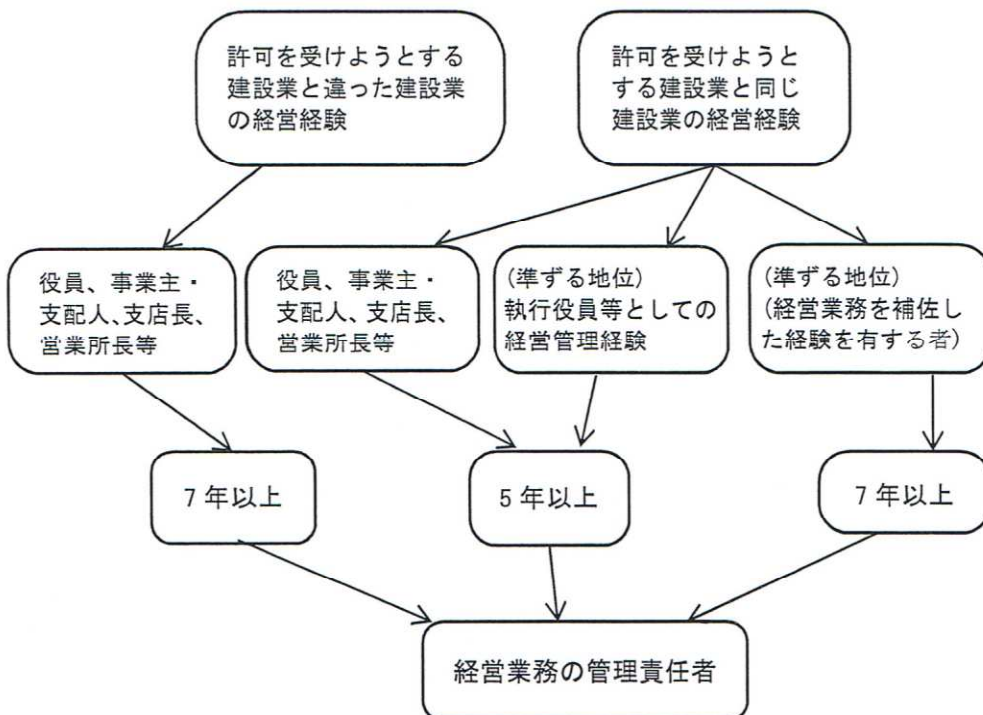 許可を受けようとする
建設業と違った建設業
の経営経験
許可を受けようと
する建設業と同じ
建設業の経営経験
役員、事業主・
支配人、支店長、
営業所長等
役員、事業主・
支配人、支店長、
営業所長等
(準ずる地位)
執行役員等としての
経営管理経験
(準ずる地位)
(経営業務を補佐し
た経験を有する者)
7年以上
5年以上
7年以上
経営業務の管理責任者